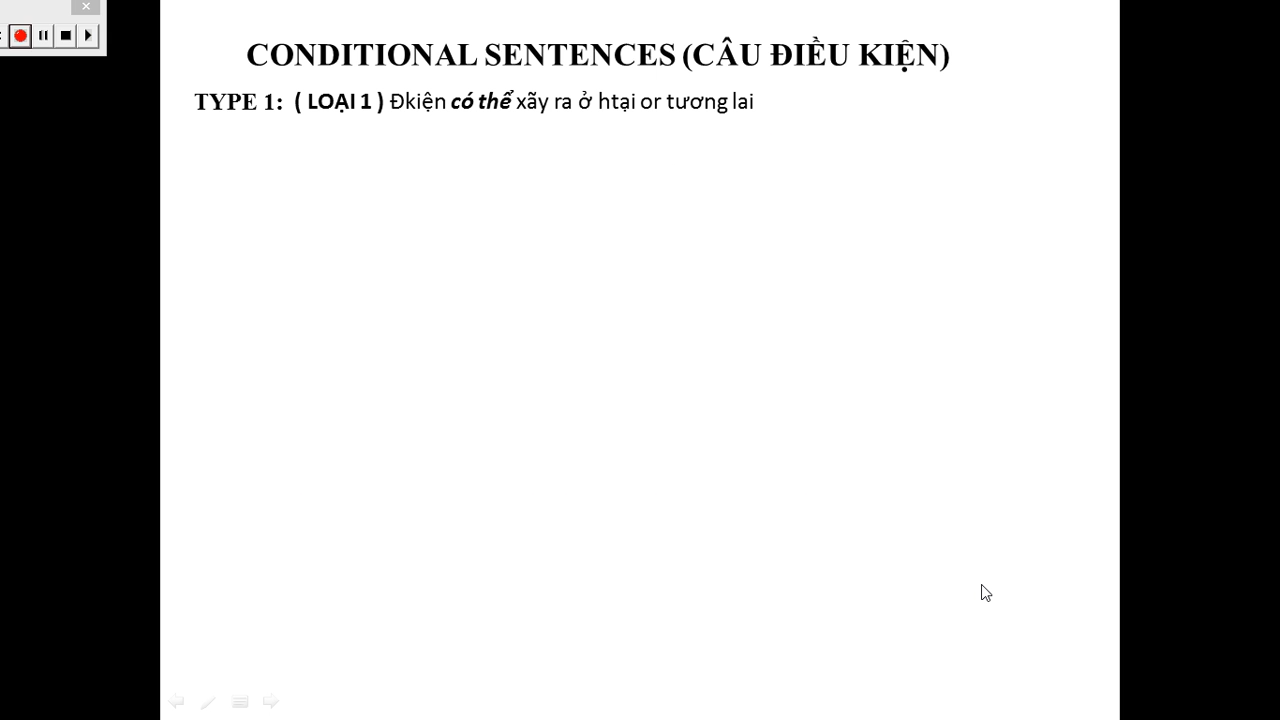 CONDITIONAL SENTENCES (CÂU ĐIỀU KIỆN)
TYPE 1: ( LOẠI 1 ) Đkiện có thể xãy ra ở htại or tương lai